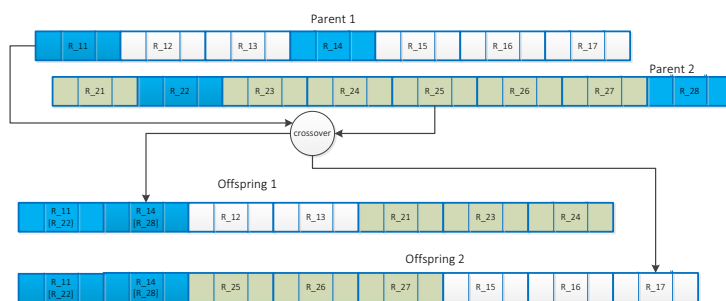 Parent 1
R_11 R_12 R_13 R_14 R_15 R_16 R_17
Parent 2
R_21 R_22 R_23 R_24 R_25 R_26 R_27 R_28
crossover
Offspring 1
R_11 R_14 R_12 R_13 R_21 R_23 R_24
[R_22] [R_28]
Offspring 2
R_11 R_14 R_25 R_26 R_27 R_15 R_16 R_17
[R_22] [R_28]